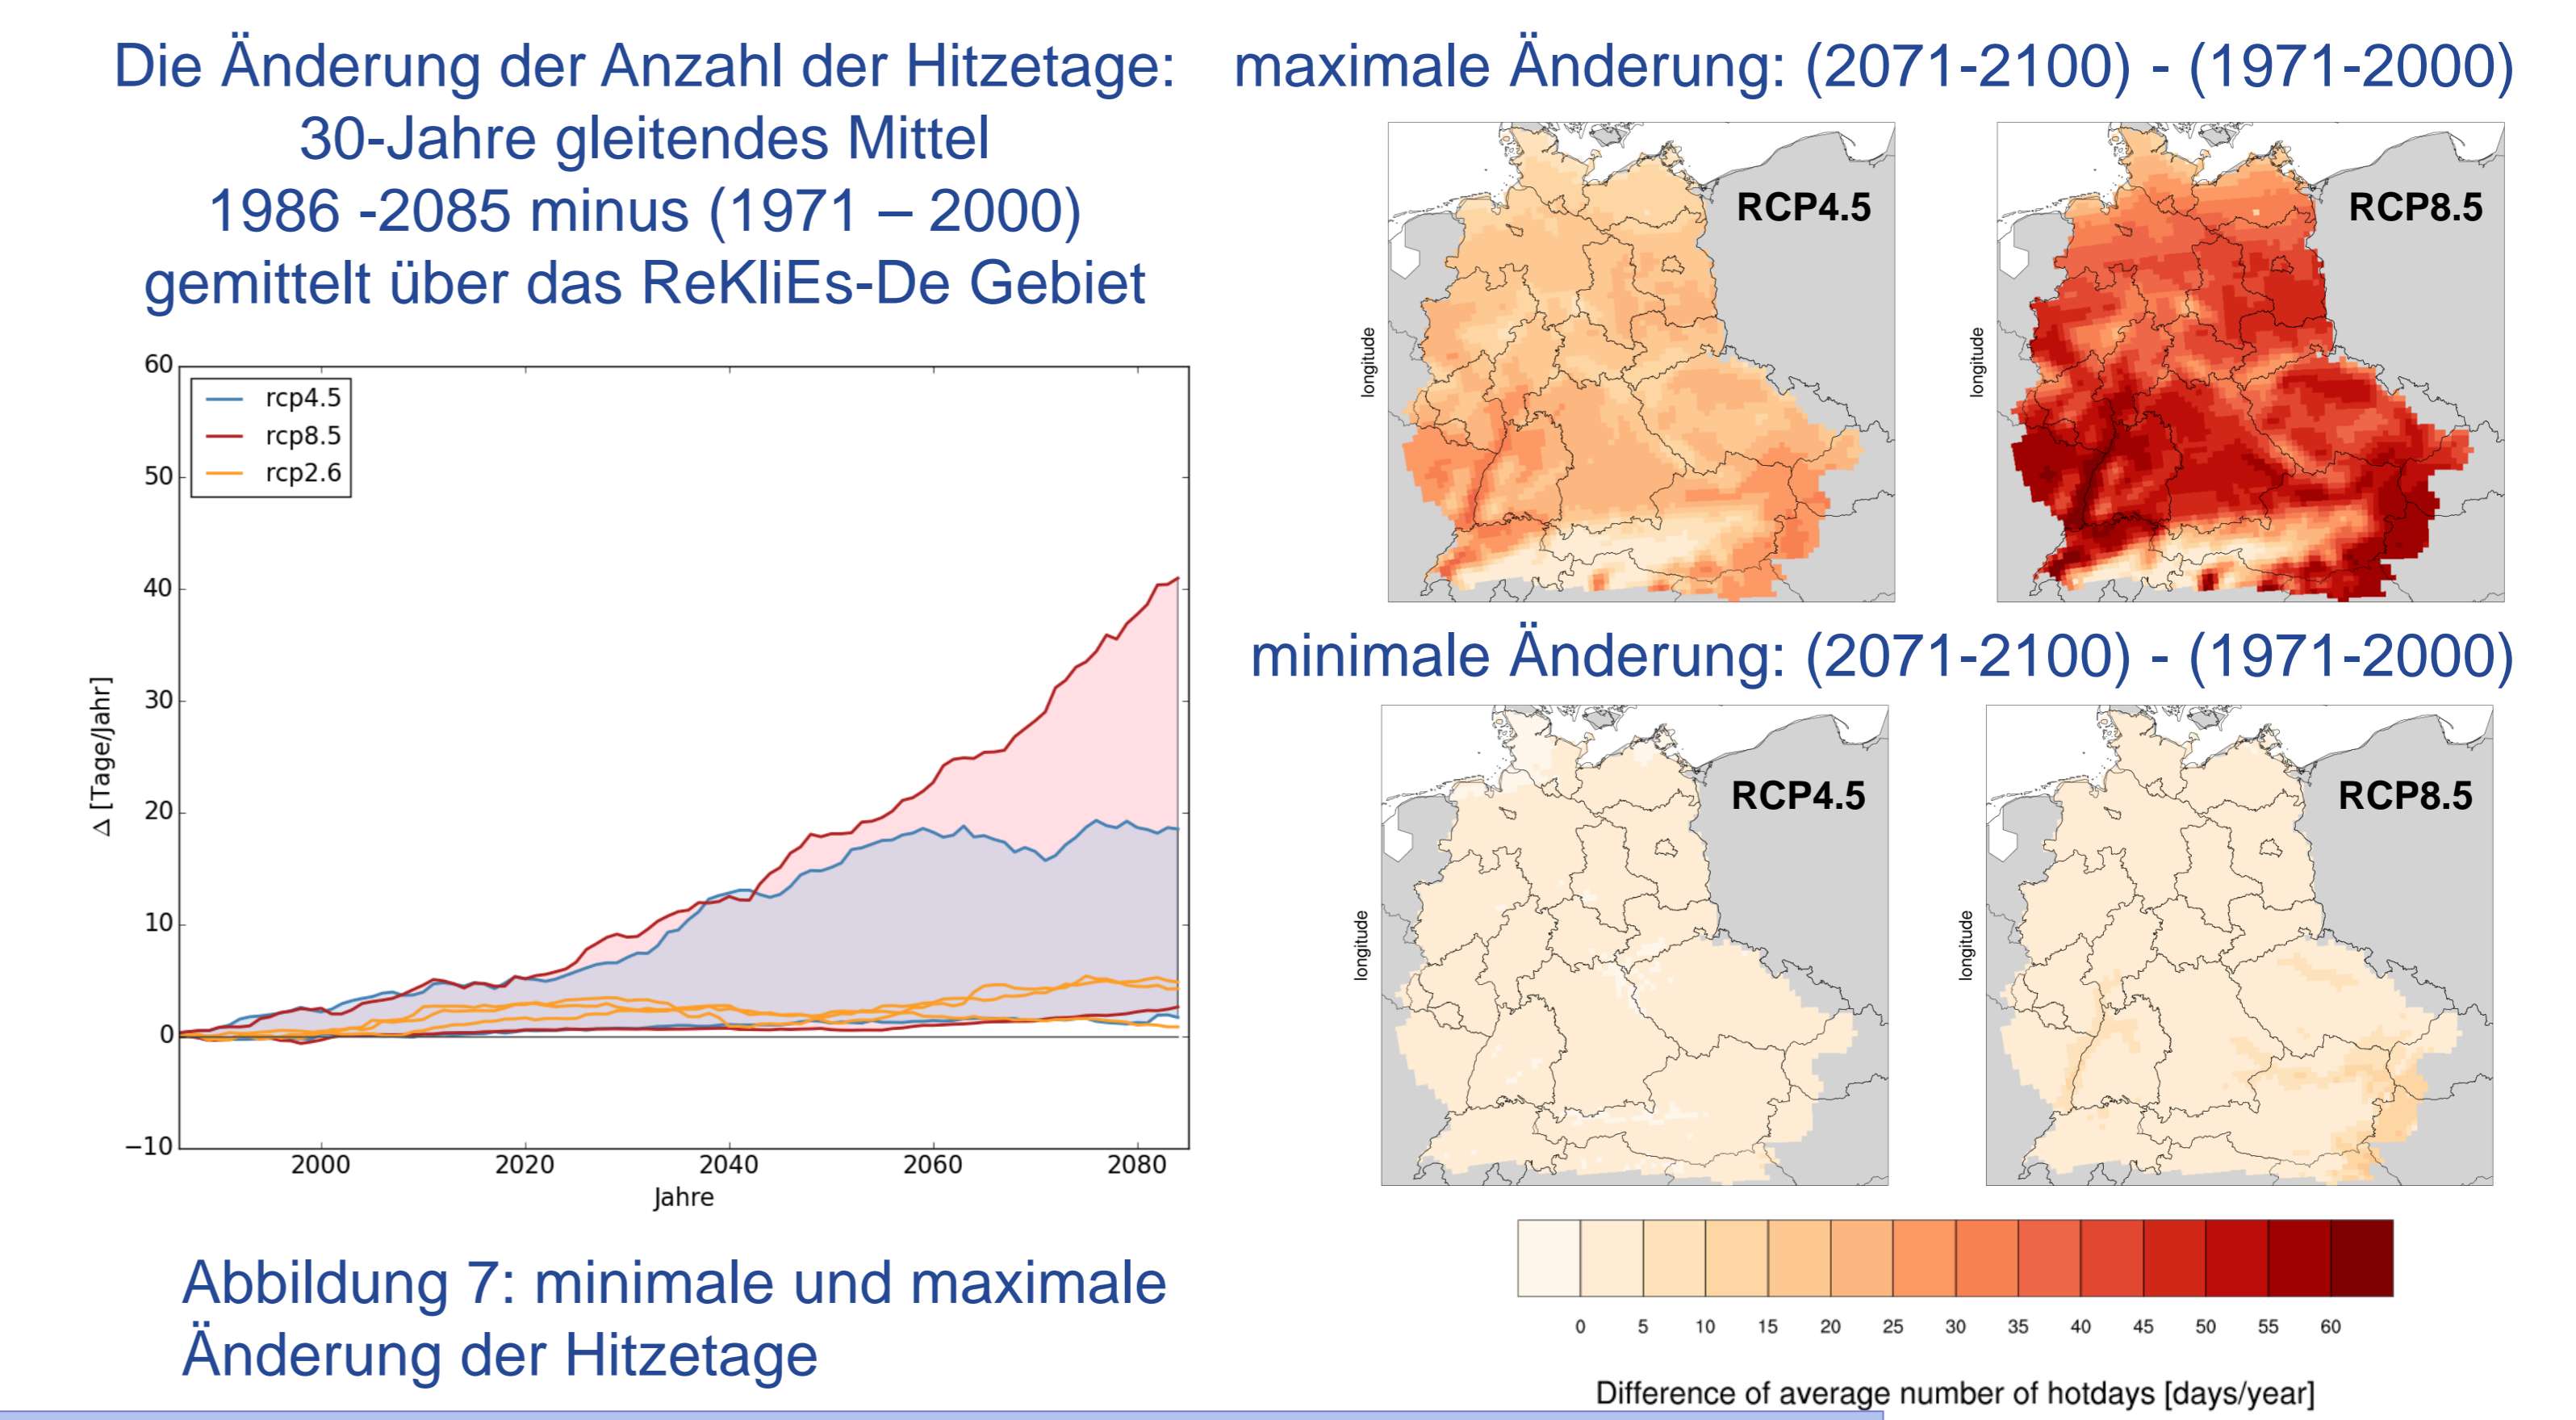 Die Änderung der Anzahl der Hitzetage:
30-Jahre gleitendes Mittel
1986 -2085 minus (1971 – 2000)
gemittelt über das ReKliEs-De Gebiet
60
50
40
30
20
10
0
−10
Δ [Tage/Jahr]
rcp4.5
rcp8.5
rcp2.6
2000
2020
2040
2060
2080
Jahre
Abbildung 7: minimale und maximale
Änderung der Hitzetage
maximale Änderung: (2071-2100) - (1971-2000)
longitude
RCP4.5
longitude
RCP8.5
minimale Änderung: (2071-2100) - (1971-2000)
longitude
RCP4.5
longitude
RCP8.5
0 5 10 15 20 25 30 35 40 45 50 55 60
Difference of average number of hotdays [days/year]